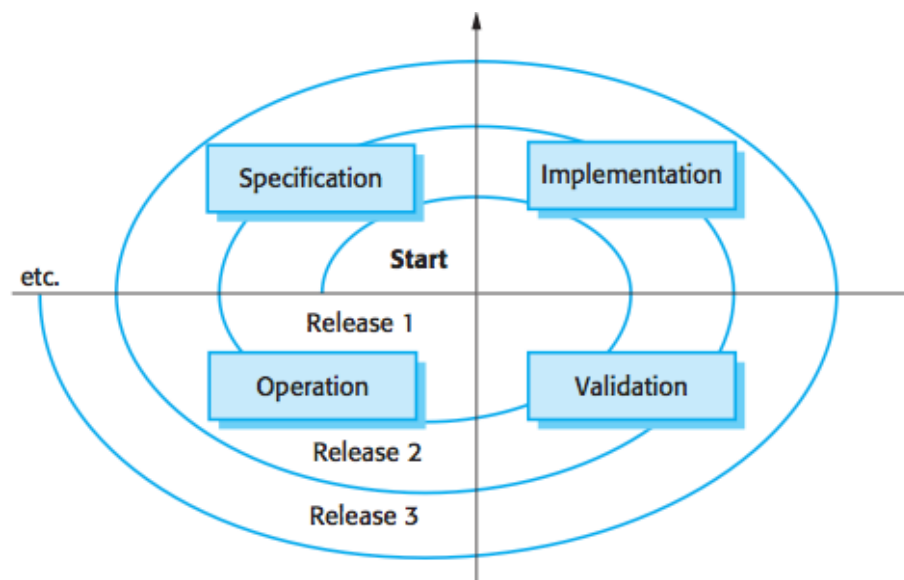 Specification
Implementation
Start
etc.
Release 1
Operation
Validation
Release 2
Release 3